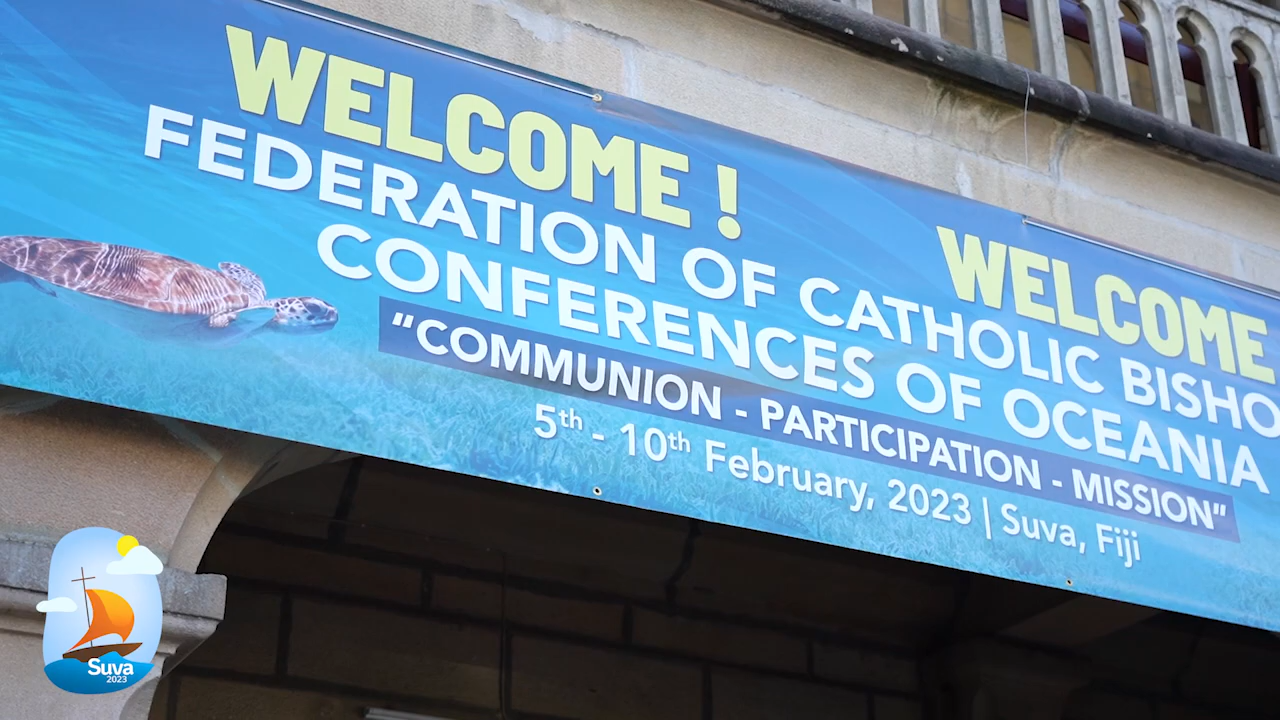 WELCOME !
WELCOME
FEDERATION OF CATHOLIC BISHO
CONFERENCES OF OCEANIA
“COMMUNION - PARTICIPATION - MISSION”
5th - 10th February, 2023 | Suva, Fiji
Suva
2023